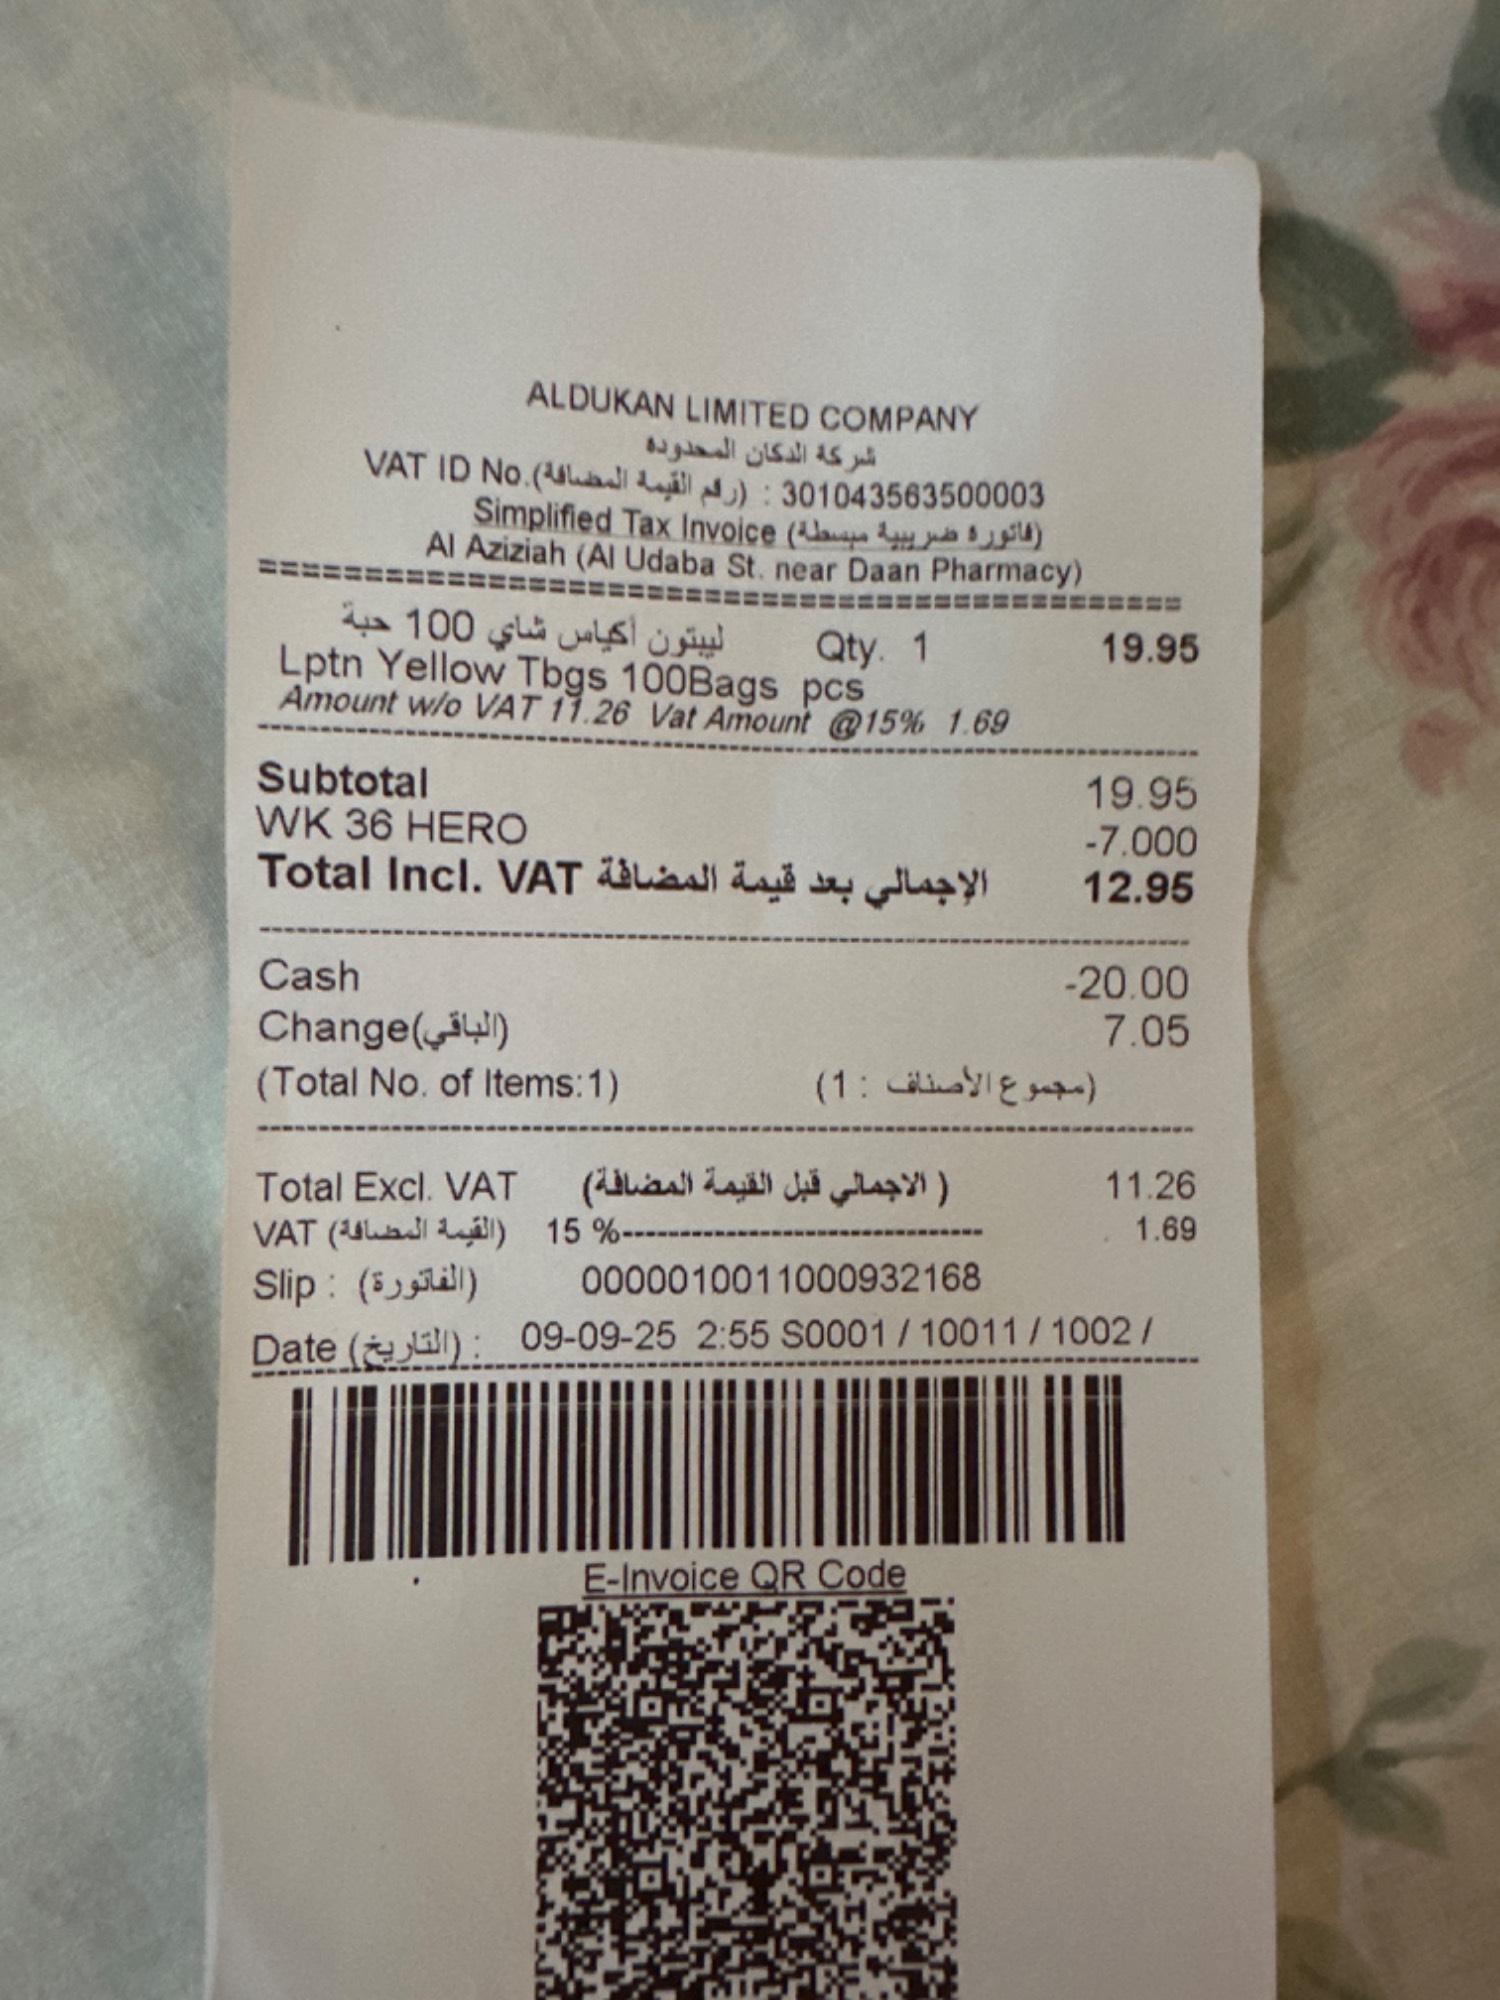 ALDUKAN LIMITED COMPANY
شركة الدكان المحدوده
VAT ID No.(رقم القيمة المضافة) : 301043563500003
Simplified Tax Invoice (فاتورة ضريبية مبسطة)
Al Aziziah (Al Udaba St. near Daan Pharmacy)
ليبتون أكياس شاي 100 حبة Qty. 1 19.95
Lptn Yellow Tbgs 100Bags pcs
Amount w/o VAT 11.26 Vat Amount @15% 1.69
Subtotal 19.95
WK 36 HERO -7.000
Total Incl. VAT الإجمالي بعد قيمة المضافة 12.95
Cash -20.00
Change(الباقي) 7.05
(Total No. of Items:1) (مجموع الأصناف : 1)
Total Excl. VAT (الاجمالي قبل القيمة المضافة) 11.26
VAT (القيمة المضافة) 15 %------------------------------- 1.69
Slip : (الفاتورة) 0000010011000932168
Date (التاريخ) : 09-09-25 2:55 S0001 / 10011 / 1002 /
E-Invoice QR Code